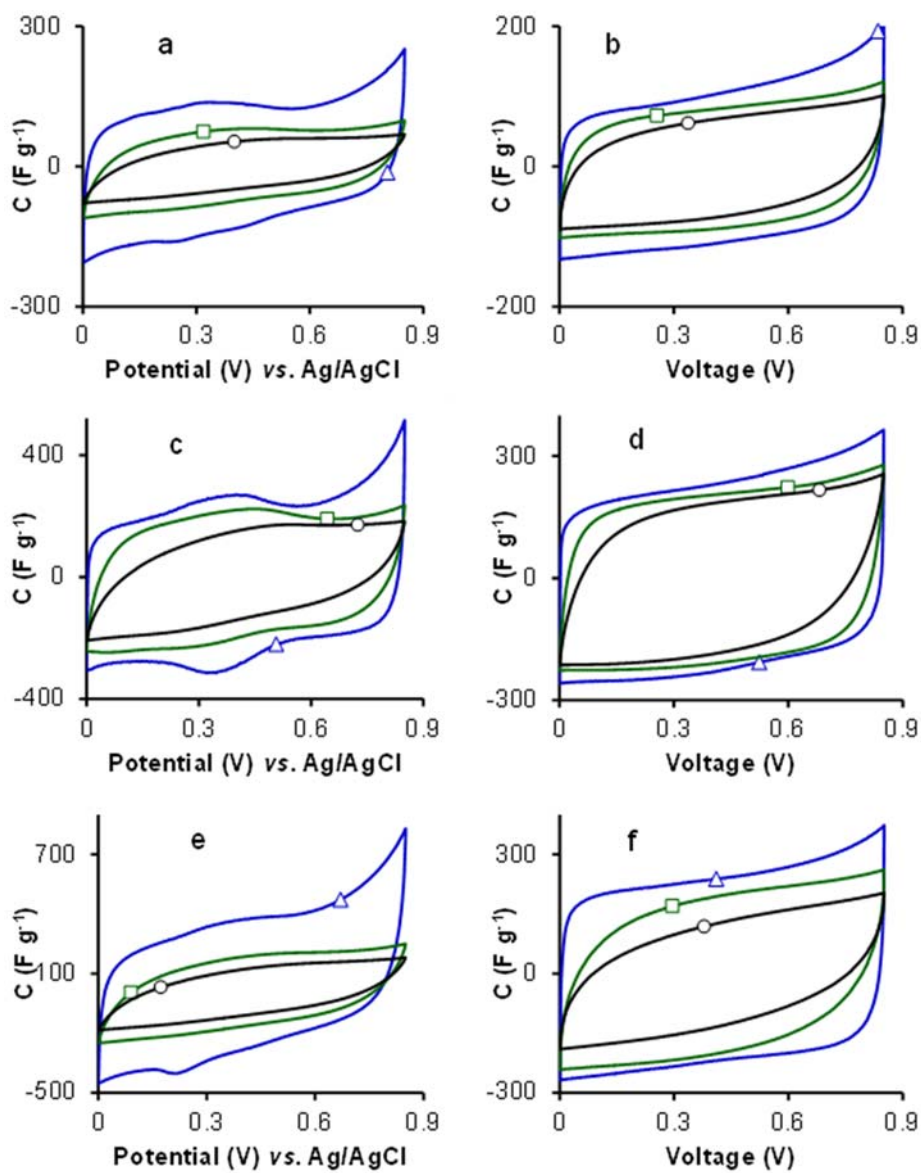 a
300
0
-300
C (F g⁻¹)
0 0.3 0.6 0.9
Potential (V) vs. Ag/AgCl
b
200
0
-200
C (F g⁻¹)
0 0.3 0.6 0.9
Voltage (V)
c
400
0
-400
C (F g⁻¹)
0 0.3 0.6 0.9
Potential (V) vs. Ag/AgCl
d
300
0
-300
C (F g⁻¹)
0 0.3 0.6 0.9
Voltage (V)
e
700
100
-500
C (F g⁻¹)
0 0.3 0.6 0.9
Potential (V) vs. Ag/AgCl
f
300
0
-300
C (F g⁻¹)
0 0.3 0.6 0.9
Voltage (V)